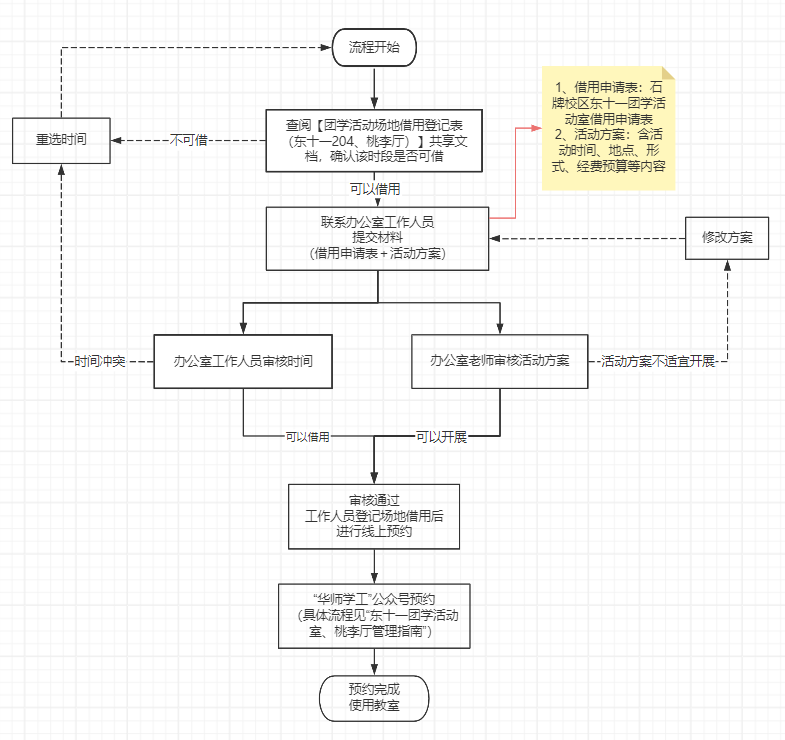 流程开始
1、借用申请表：石
牌校区东十一团学活
动室借用申请表
2、活动方案：含活
动时间、地点、形
式、经费预算等内容
重选时间
不可借
查阅【团学活动场地借用登记表
（东十一204、桃李厅）】共享文
档，确认该时段是否可借
可以借用
联系办公室工作人员
提交材料
（借用申请表＋活动方案）
修改方案
时间冲突
办公室工作人员审核时间
办公室老师审核活动方案
活动方案不适宜开展
可以借用
可以开展
审核通过
工作人员登记场地借用后
进行线上预约
“华师学工”公众号预约
（具体流程见“东十一团学活动
室、桃李厅管理指南”）
预约完成
使用教室